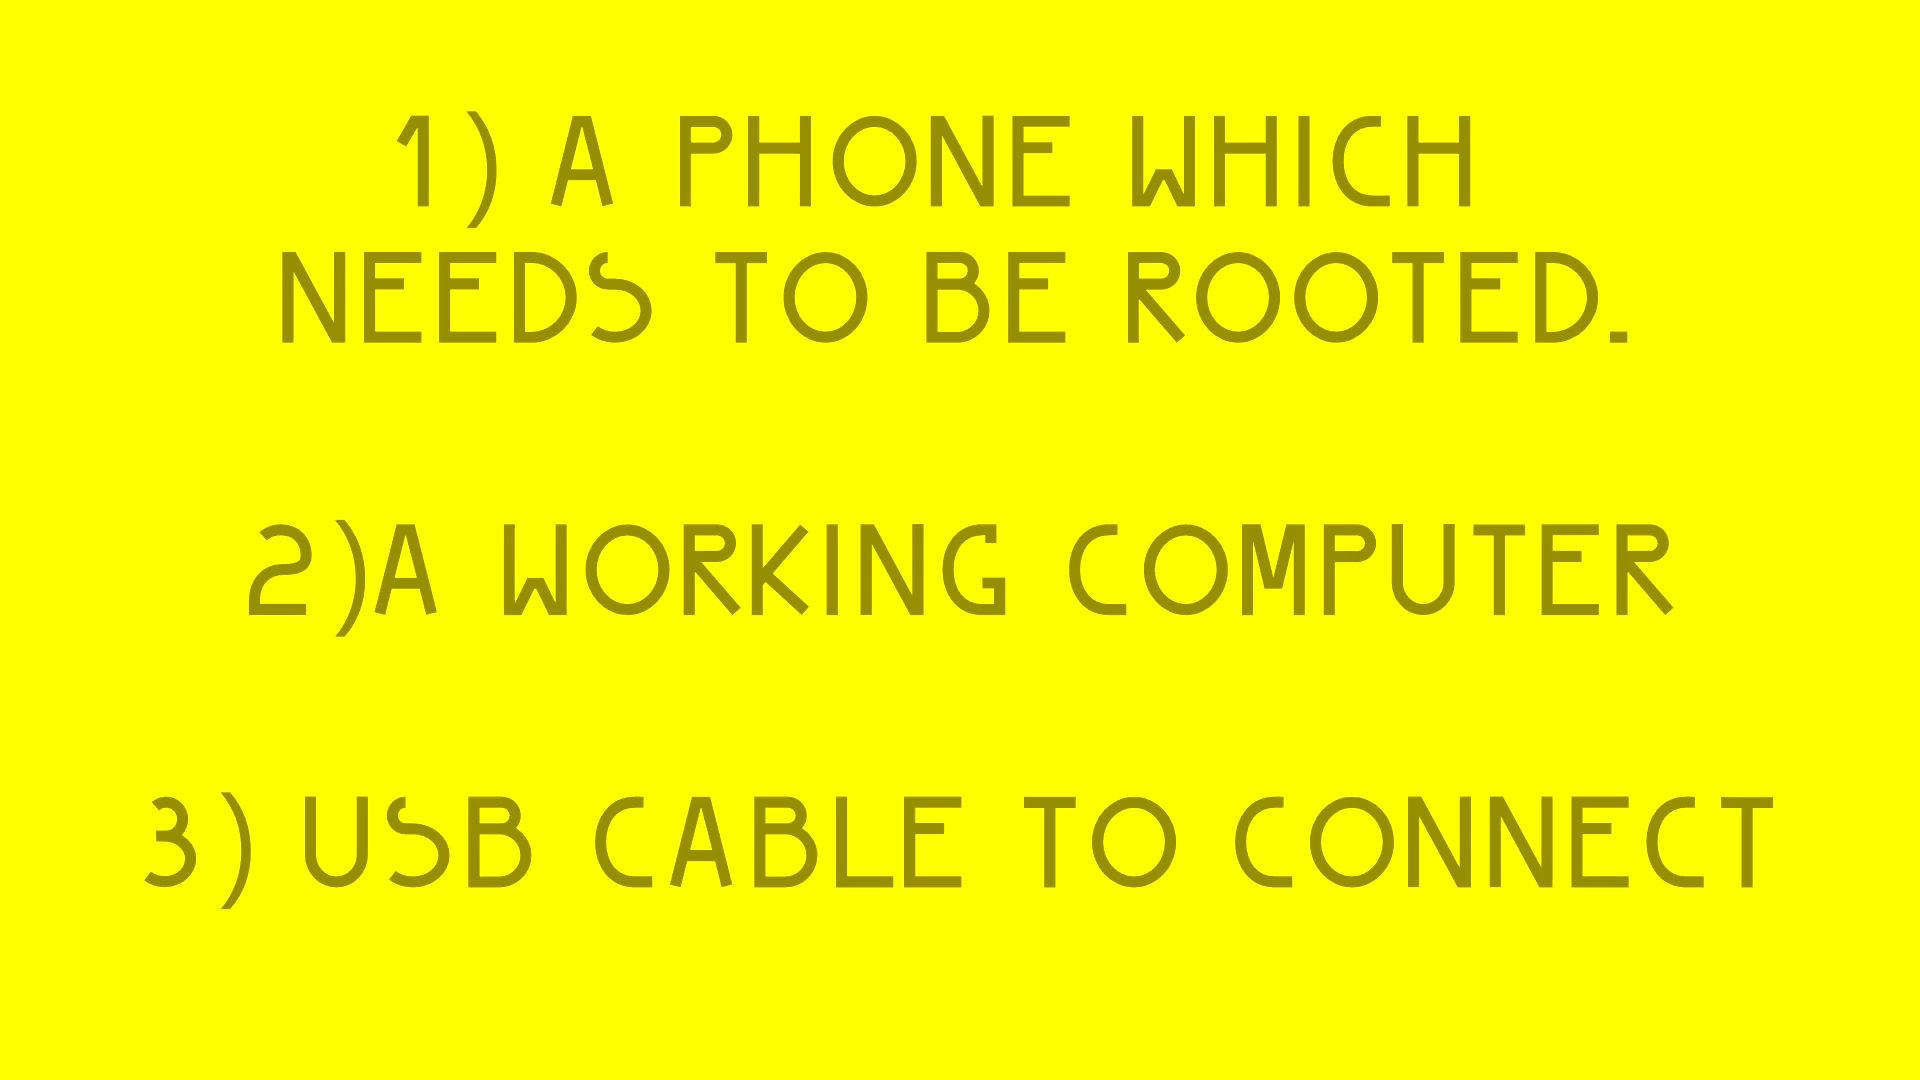 1) A PHONE WHICH
NEEDS TO BE ROOTED.
2)A WORKING COMPUTER
3) USB CABLE TO CONNECT